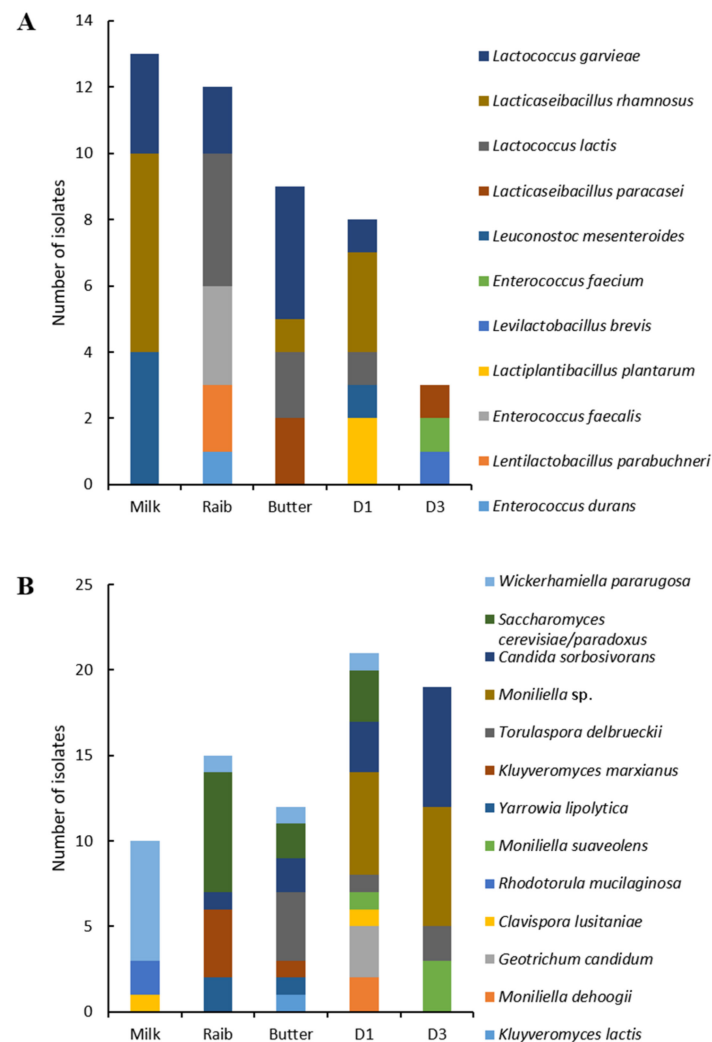 A
14
12
10
8
6
4
2
0
Number of isolates
Milk Raib Butter D1 D3
Lactococcus garvieae
Lacticaseibacillus rhamnosus
Lactococcus lactis
Lacticaseibacillus paracasei
Leuconostoc mesenteroides
Enterococcus faecium
Levilactobacillus brevis
Lactiplantibacillus plantarum
Enterococcus faecalis
Lentilactobacillus parabuchneri
Enterococcus durans
B
25
20
15
10
5
0
Number of isolates
Milk Raib Butter D1 D3
Wickerhamiella pararugosa
Saccharomyces
cerevisiae/paradoxus
Candida sorbosivorans
Moniliella sp.
Torulaspora delbrueckii
Kluyveromyces marxianus
Yarrowia lipolytica
Moniliella suaveolens
Rhodotorula mucilaginosa
Clavispora lusitaniae
Geotrichum candidum
Moniliella dehoogii
Kluyveromyces lactis